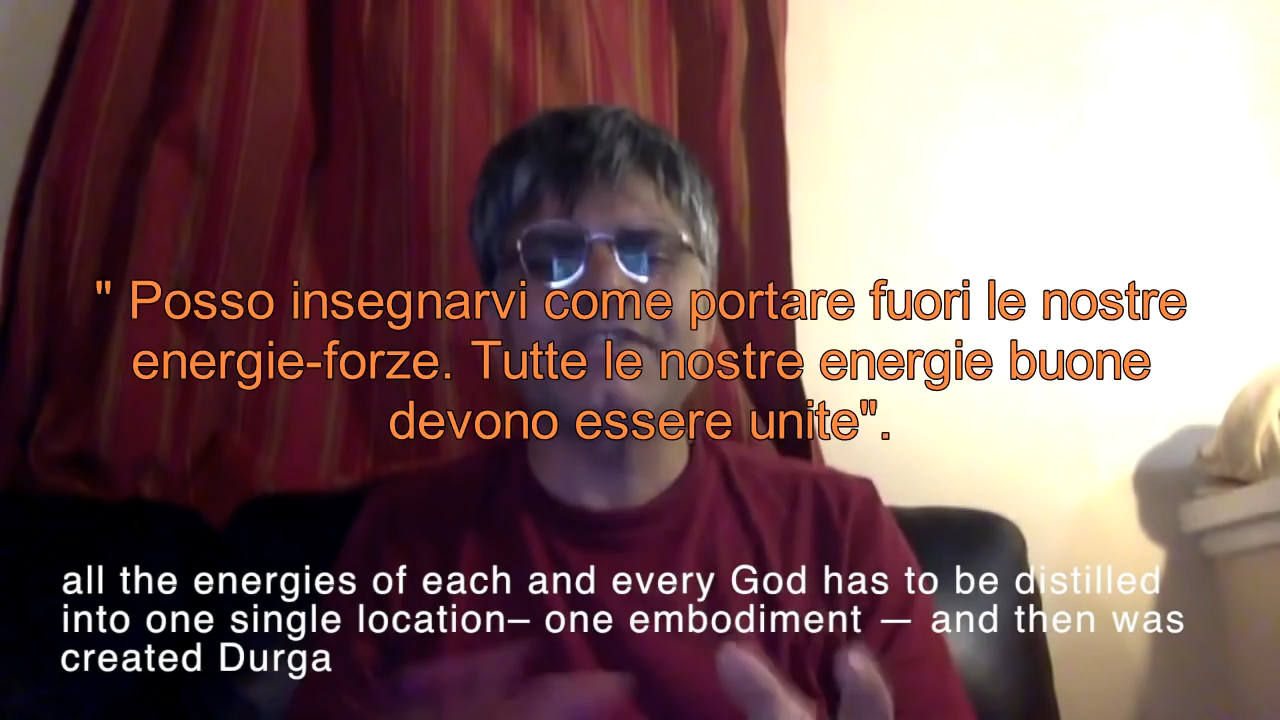 " Posso insegnarvi come portare fuori le nostre
energie-forze. Tutte le nostre energie buone
devono essere unite".
all the energies of each and every God has to be distilled
into one single location– one embodiment — and then was
created Durga